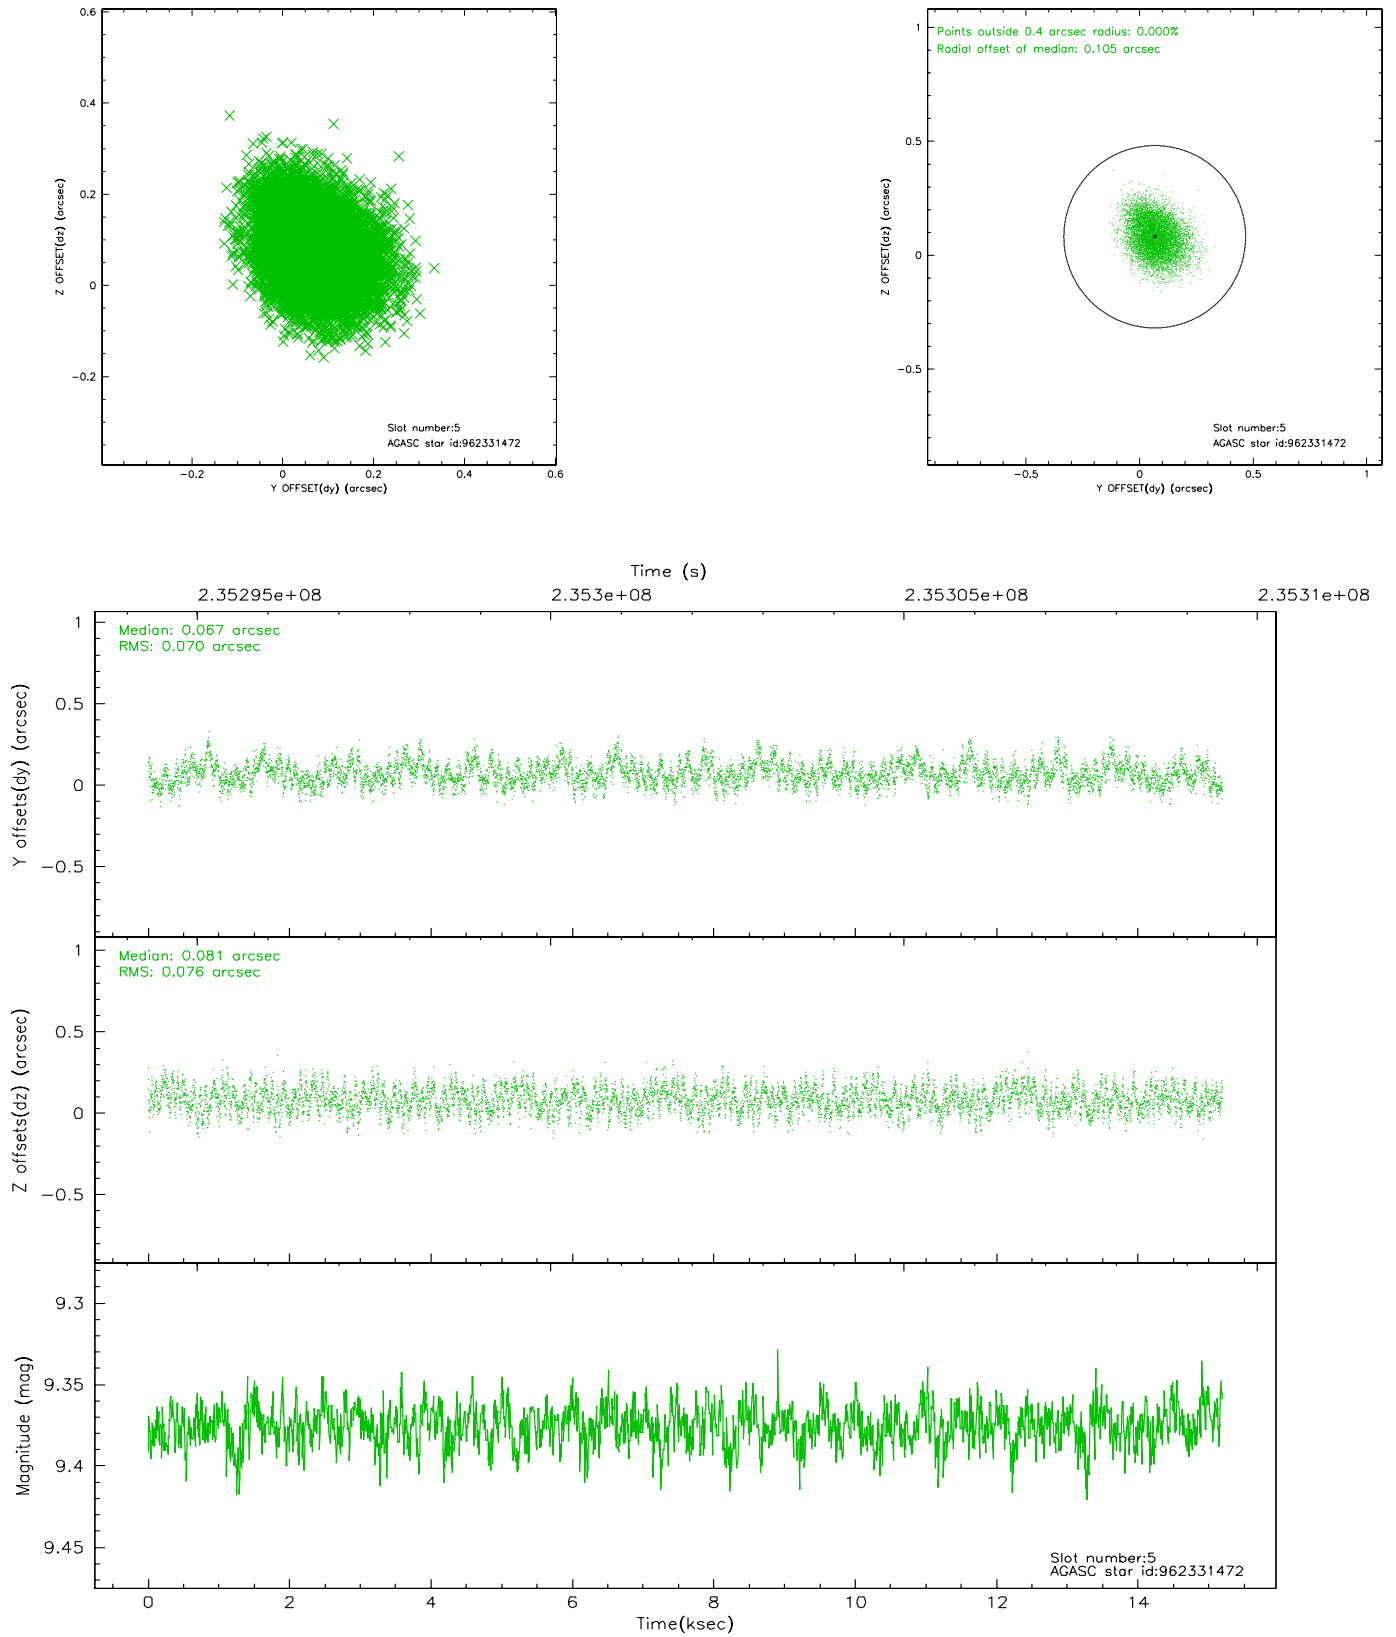 0.6
0.4
0.2
0
−0.2
Z OFFSET(dz) (arcsec)
Slot number:5
AGASC star id:962331472
−0.2 0 0.2 0.4 0.6
Y OFFSET(dy) (arcsec)
Points outside 0.4 arcsec radius: 0.000%
Radial offset of median: 0.105 arcsec
1
0.5
0
−0.5
Z OFFSET(dz) (arcsec)
Slot number:5
AGASC star id:962331472
−0.5 0 0.5 1
Y OFFSET(dy) (arcsec)
Time (s)
2.35295e+08 2.353e+08 2.35305e+08 2.3531e+08
Median: 0.067 arcsec
RMS: 0.070 arcsec
1
0.5
0
−0.5
Y offsets(dy) (arcsec)
Median: 0.081 arcsec
RMS: 0.076 arcsec
1
0.5
0
−0.5
Z offsets(dz) (arcsec)
9.3
9.35
9.4
9.45
Magnitude (mag)
Slot number:5
AGASC star id:962331472
0 2 4 6 8 10 12 14
Time(ksec)